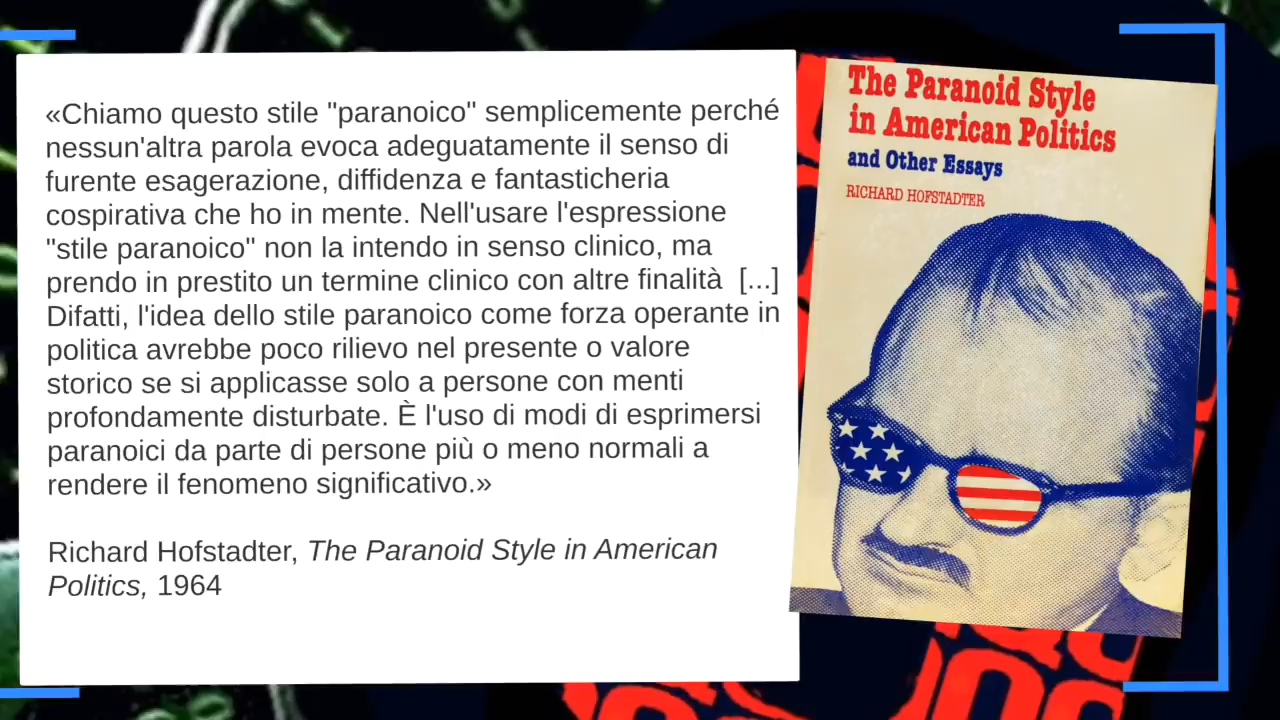 «Chiamo questo stile "paranoico" semplicemente perché
nessun'altra parola evoca adeguatamente il senso di
furente esagerazione, diffidenza e fantasticheria
cospirativa che ho in mente. Nell'usare l'espressione
"stile paranoico" non la intendo in senso clinico, ma
prendo in prestito un termine clinico con altre finalità  [...]
Difatti, l'idea dello stile paranoico come forza operante in
politica avrebbe poco rilievo nel presente o valore
storico se si applicasse solo a persone con menti
profondamente disturbate. È l'uso di modi di esprimersi
paranoici da parte di persone più o meno normali a
rendere il fenomeno significativo.»
Richard Hofstadter, The Paranoid Style in American
Politics, 1964
The Paranoid Style
in American Politics
and Other Essays
RICHARD HOFSTADTER